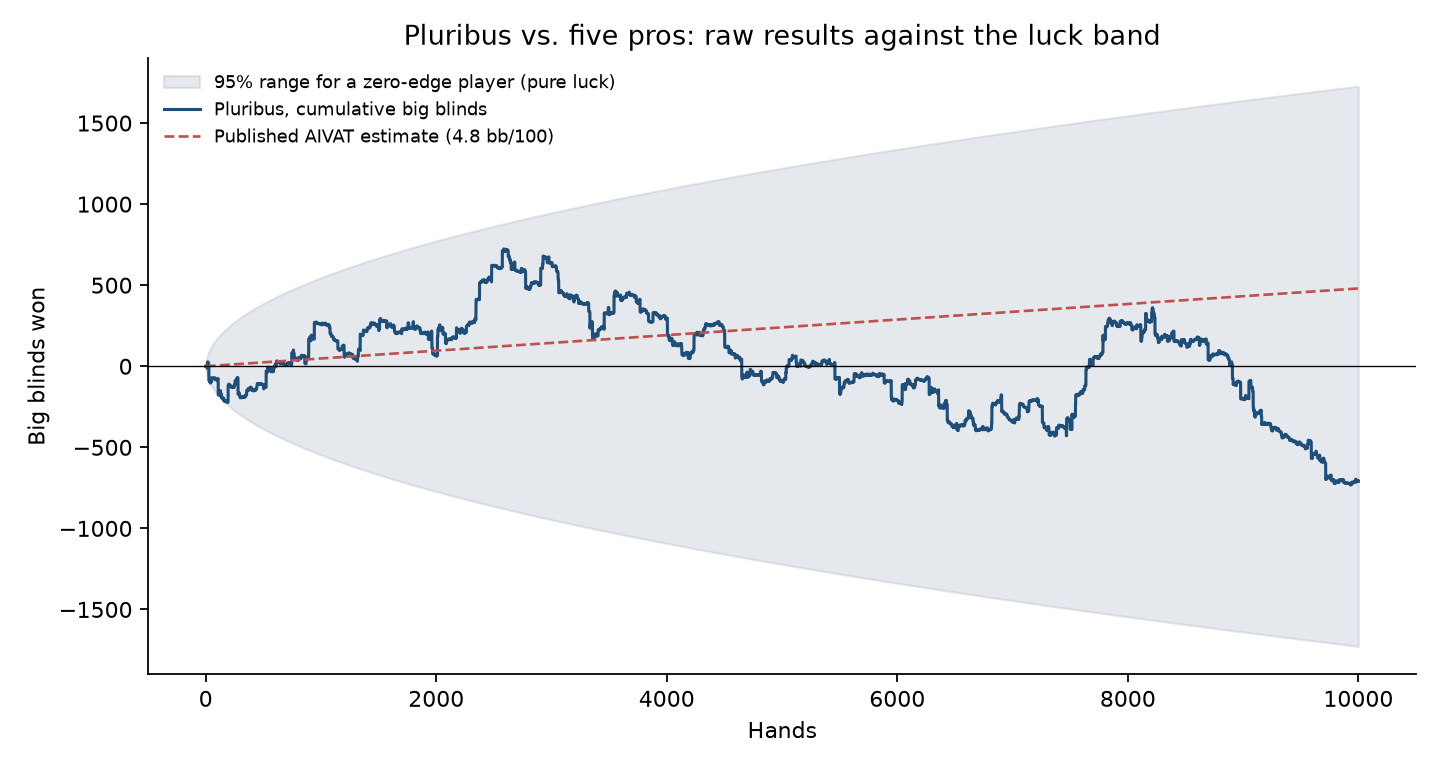 Pluribus vs. five pros: raw results against the luck band
95% range for a zero-edge player (pure luck)
Pluribus, cumulative big blinds
Published AIVAT estimate (4.8 bb/100)
Big blinds won
1500
1000
500
0
−500
−1000
−1500
0 2000 4000 6000 8000 10000
Hands